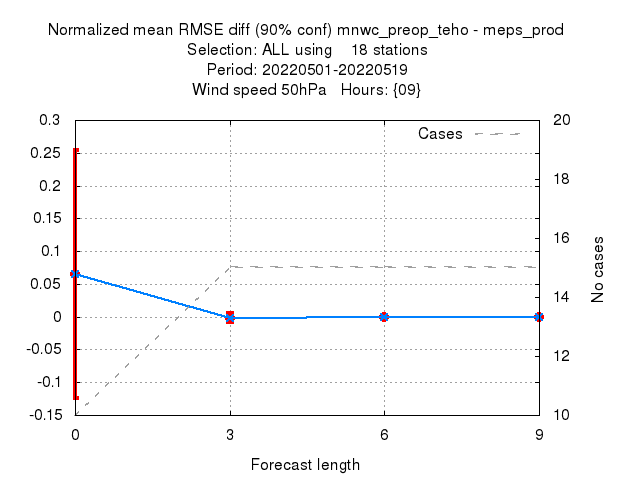 Normalized mean RMSE diff (90% conf) mnwc_preop_teho - meps_prod
Selection: ALL using 18 stations
Period: 20220501-20220519
Wind speed 50hPa Hours: {09}
Cases
0.3
0.25
0.2
0.15
0.1
0.05
0
-0.05
-0.1
-0.15
20
18
16
14
12
10
No cases
0 3 6 9
Forecast length